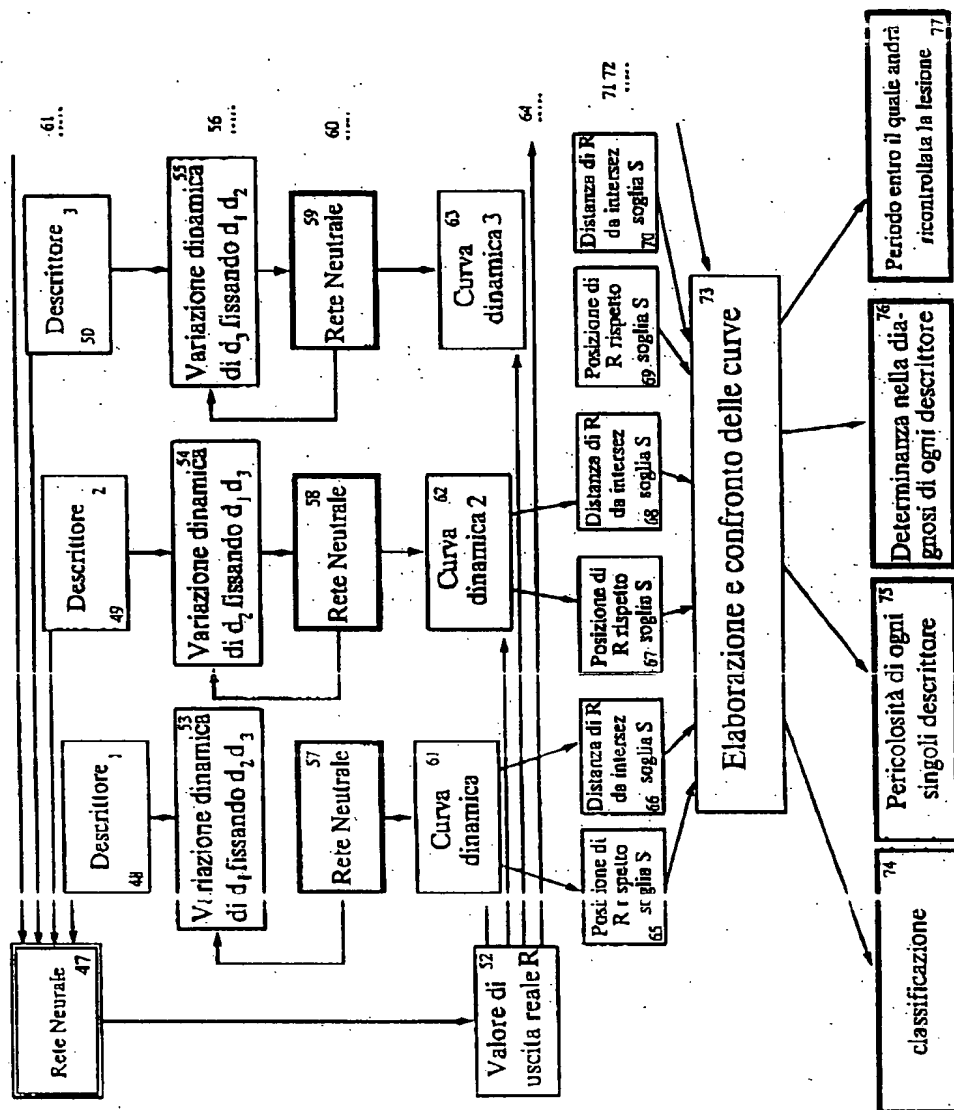 Rete Neurale
47
Descrittore
1
48
Descrittore
2
49
Descrittore
3
50
61
.....
Variazione dinamica
53
di d1 fissando d2 d3
Variazione dinamica
54
di d2 fissando d1 d3
Variazione dinamica
55
di d3 fissando d1 d2
56
.....
57
Rete Neutrale
58
Rete Neutrale
59
Rete Neutrale
60
.....
61
Curva
dinamica
62
Curva
dinamica 2
63
Curva
dinamica 3
64
.....
52
Valore di
uscita reale R
Posizione di
R rispetto
soglia S
65
Distanza di R
da intersez
soglia S
66
Posizione di
R rispetto
soglia S
67
Distanza di R
da intersez
soglia S
68
Posizione di
R rispetto
soglia S
69
Distanza di R
da intersez
soglia S
70
71 72
.....
73
Elaborazione e confronto delle curve
74
classificazione
75
Pericolosità di ogni
singoli descrittore
76
Determinanza nella dia-
gnosi di ogni descrittore
Periodo entro il quale andrà
ricontrollata la lesione
77